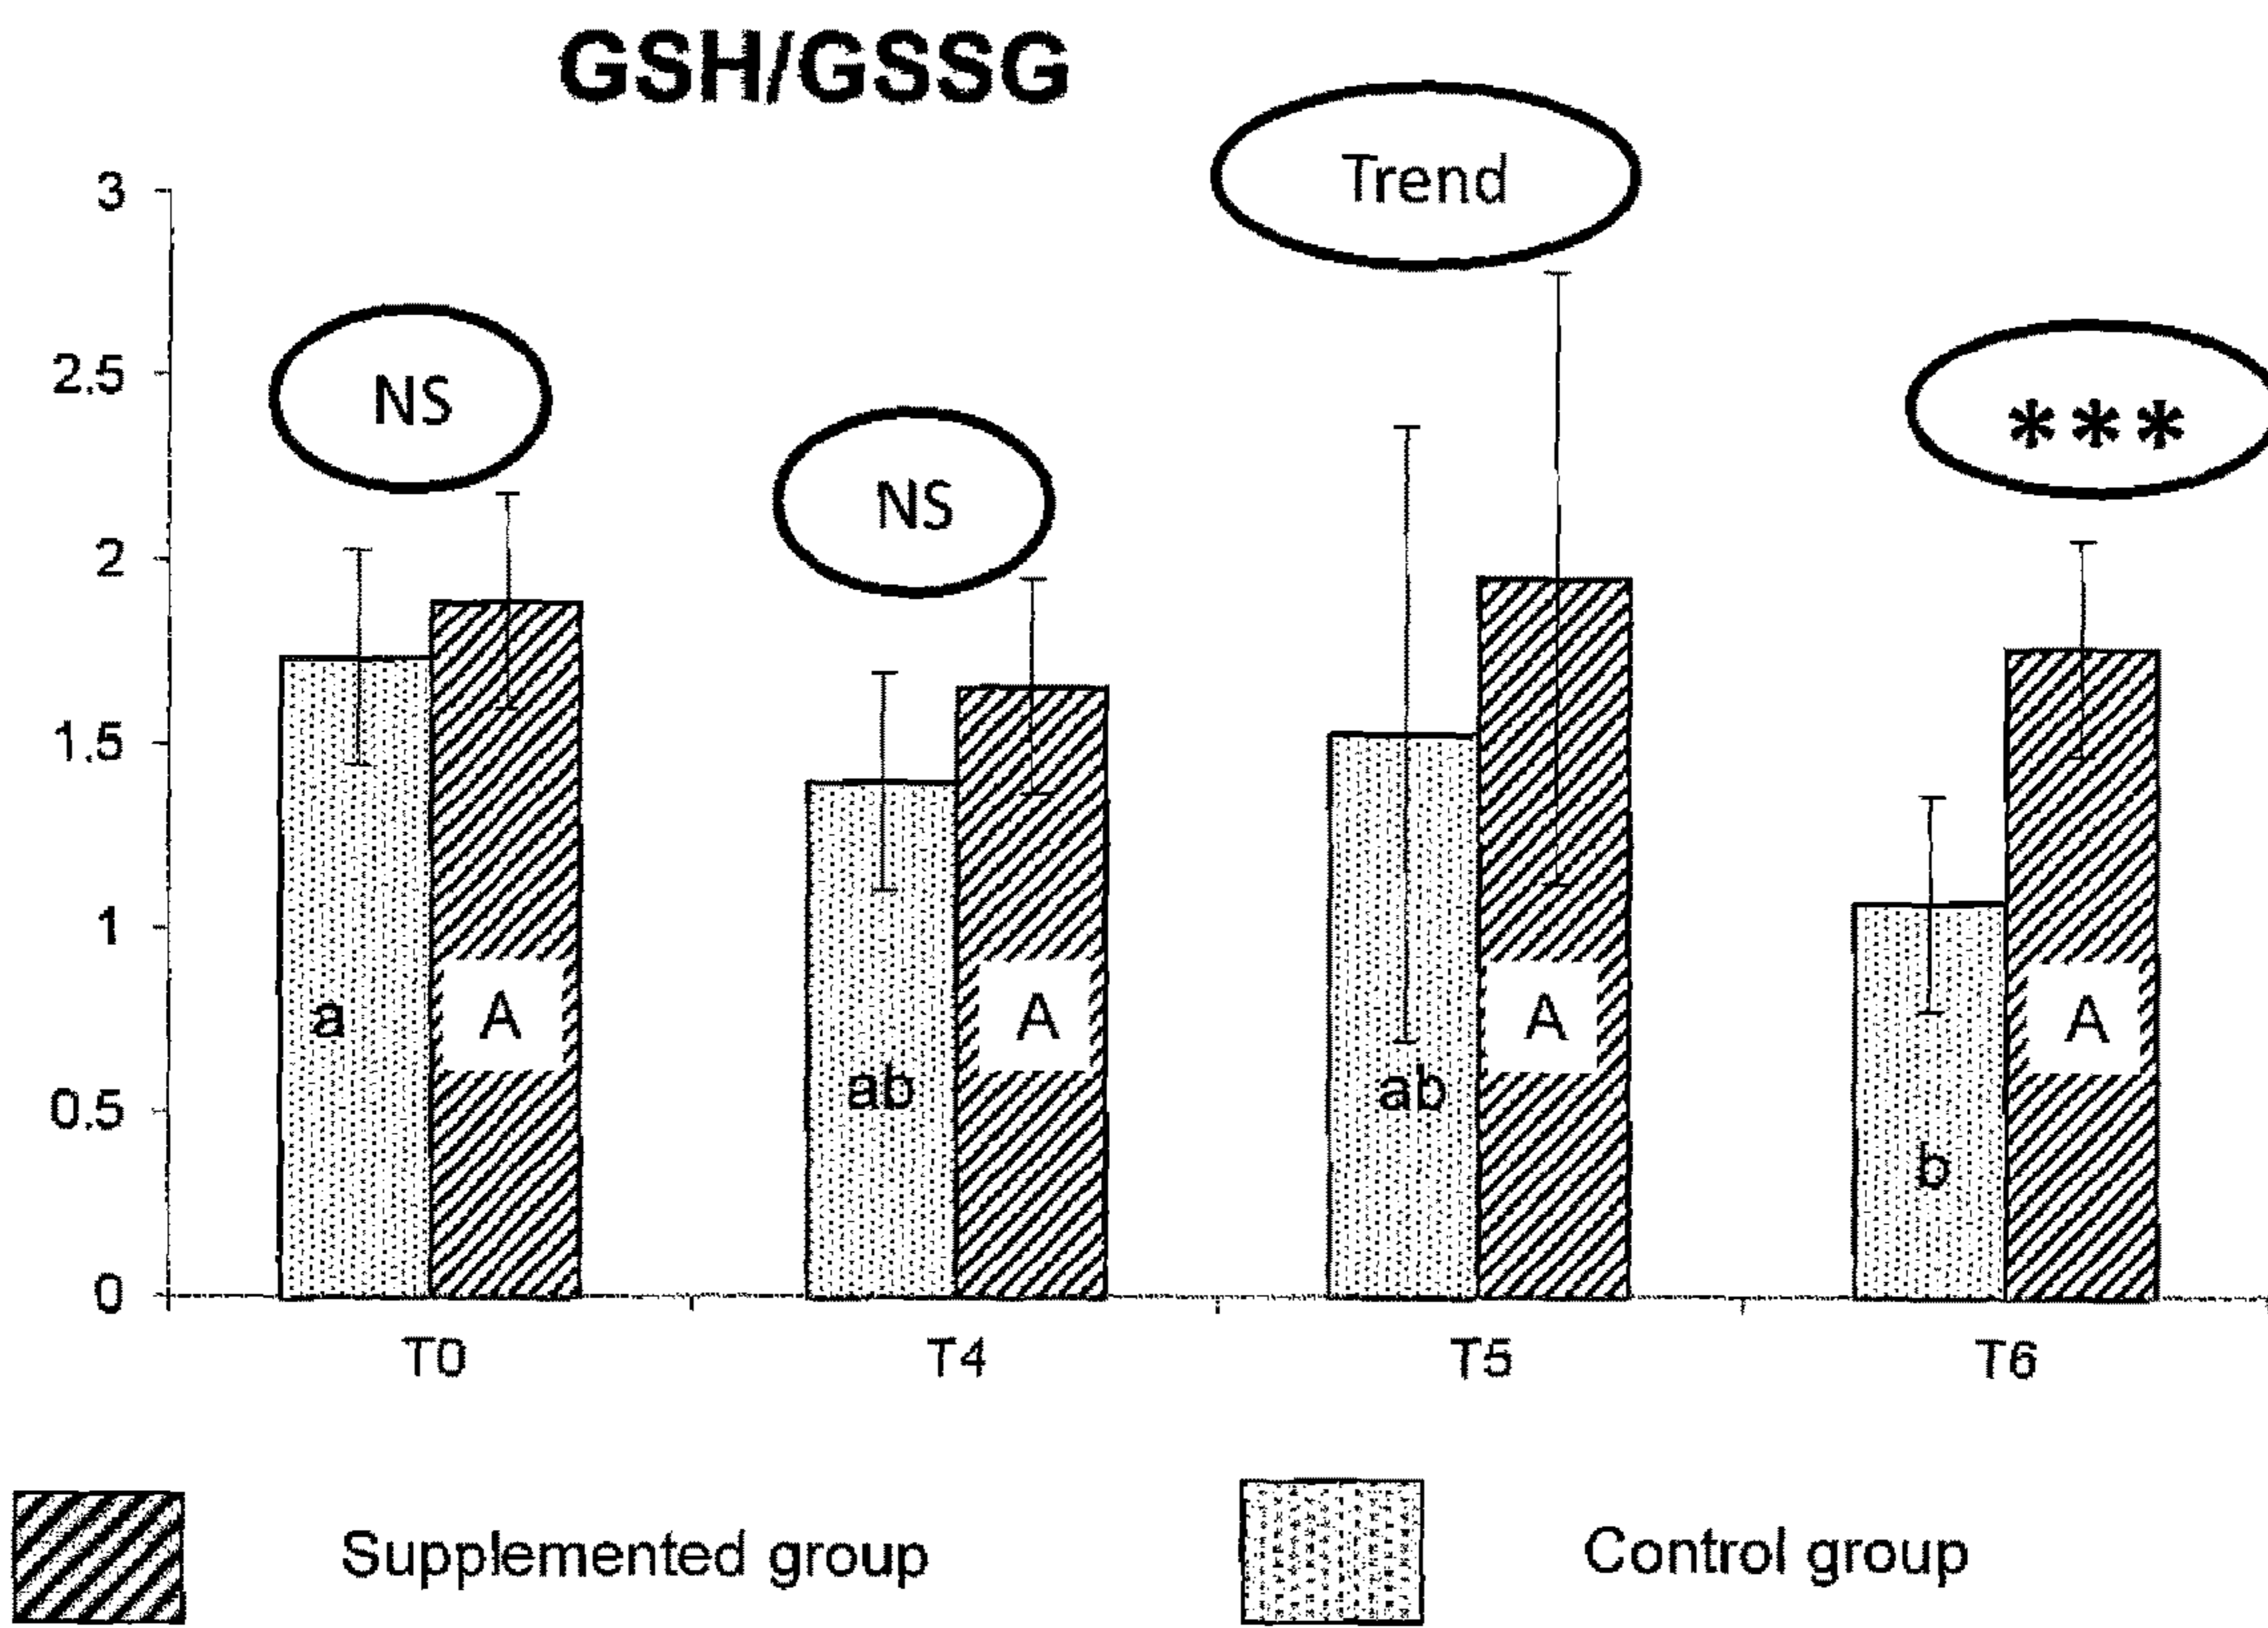 GSH/GSSG
Trend
3
2.5
NS
***
NS
2
1.5
1
a
A
A
A
A
ab
ab
0.5
b
0
T0
T4
T5
T6
Supplemented group
Control group